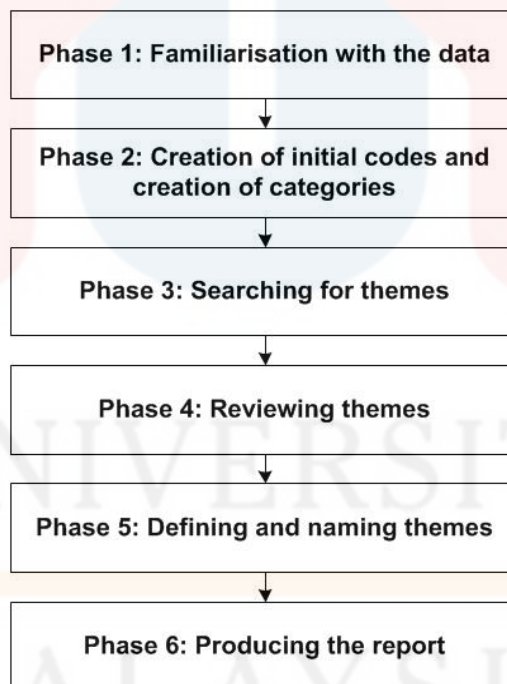 Phase 1: Familiarisation with the data
Phase 2: Creation of initial codes and
creation of categories
Phase 3: Searching for themes
Phase 4: Reviewing themes
Phase 5: Defining and naming themes
Phase 6: Producing the report